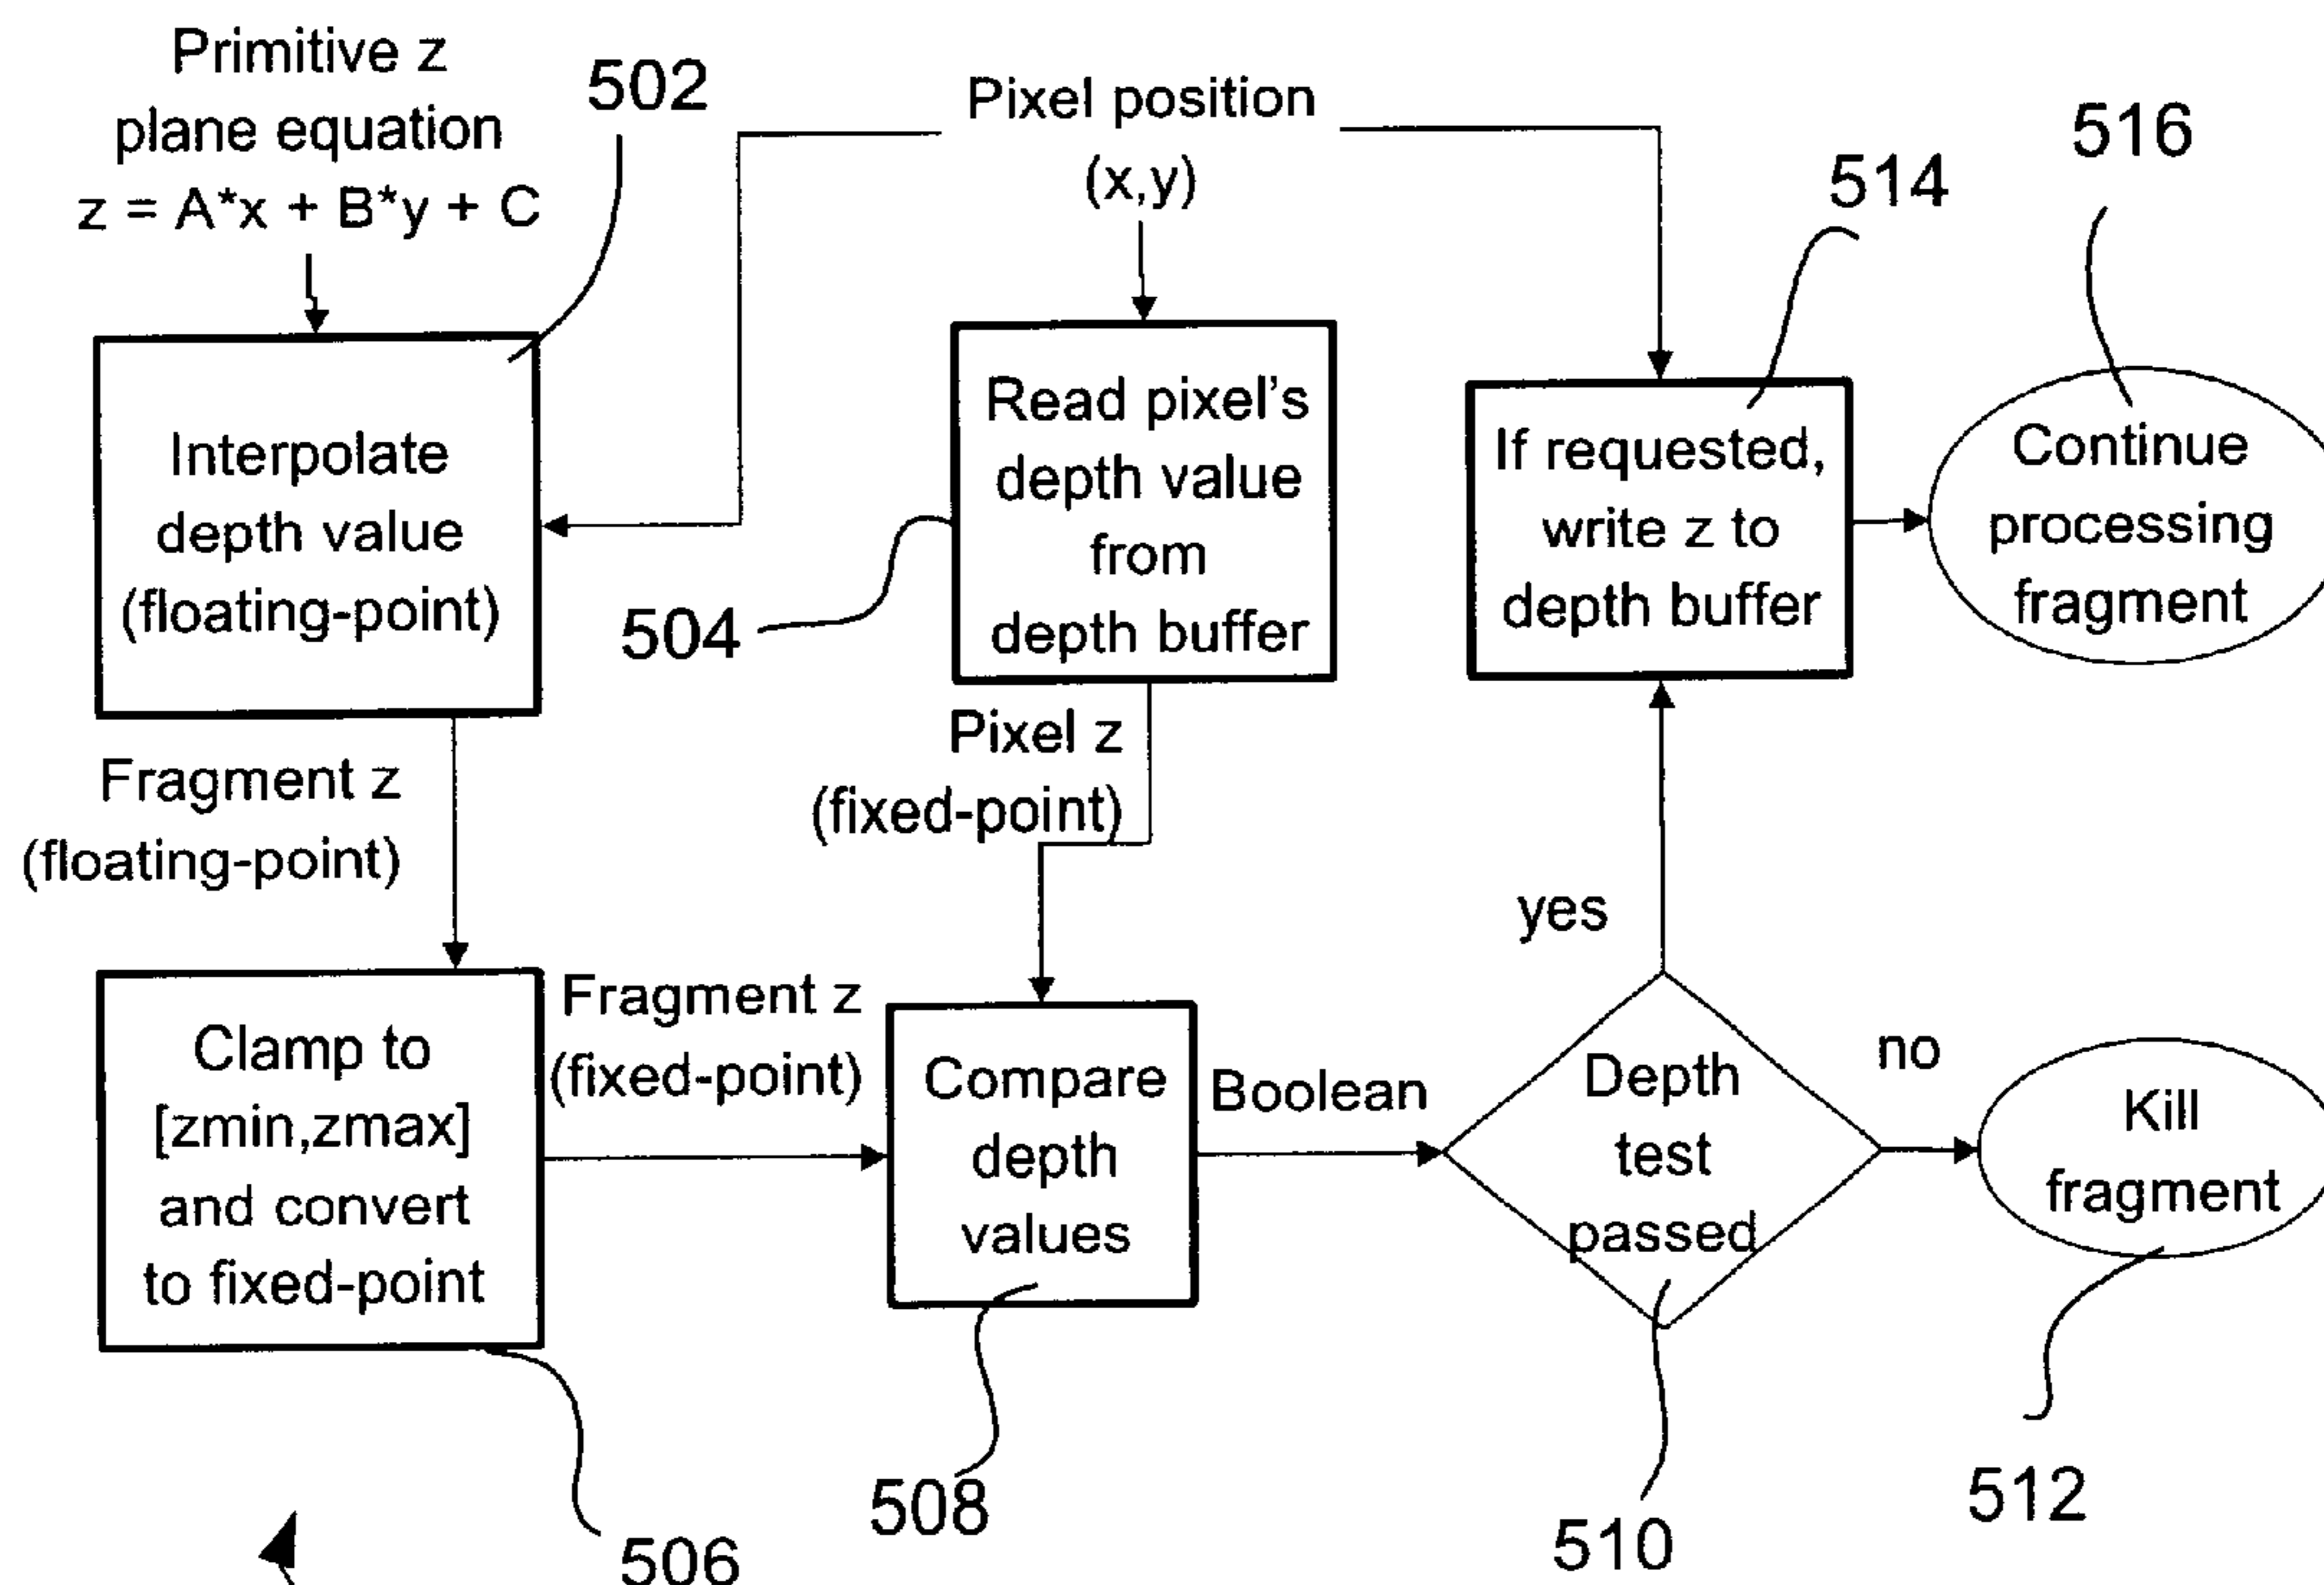 Primitive z
plane equation
z = A*x + B*y + C
502
Pixel position
(x,y)
514
516
Interpolate
depth value
(floating-point)
504
Read pixel's
depth value
from
depth buffer
If requested,
write z to
depth buffer
Continue
processing
fragment
Fragment z
(floating-point)
Pixel z
(fixed-point)
yes
Clamp to
[zmin,zmax]
and convert
to fixed-point
Fragment z
(fixed-point)
Compare
depth
values
Boolean
Depth
test
passed
no
Kill
fragment
506
508
510
512